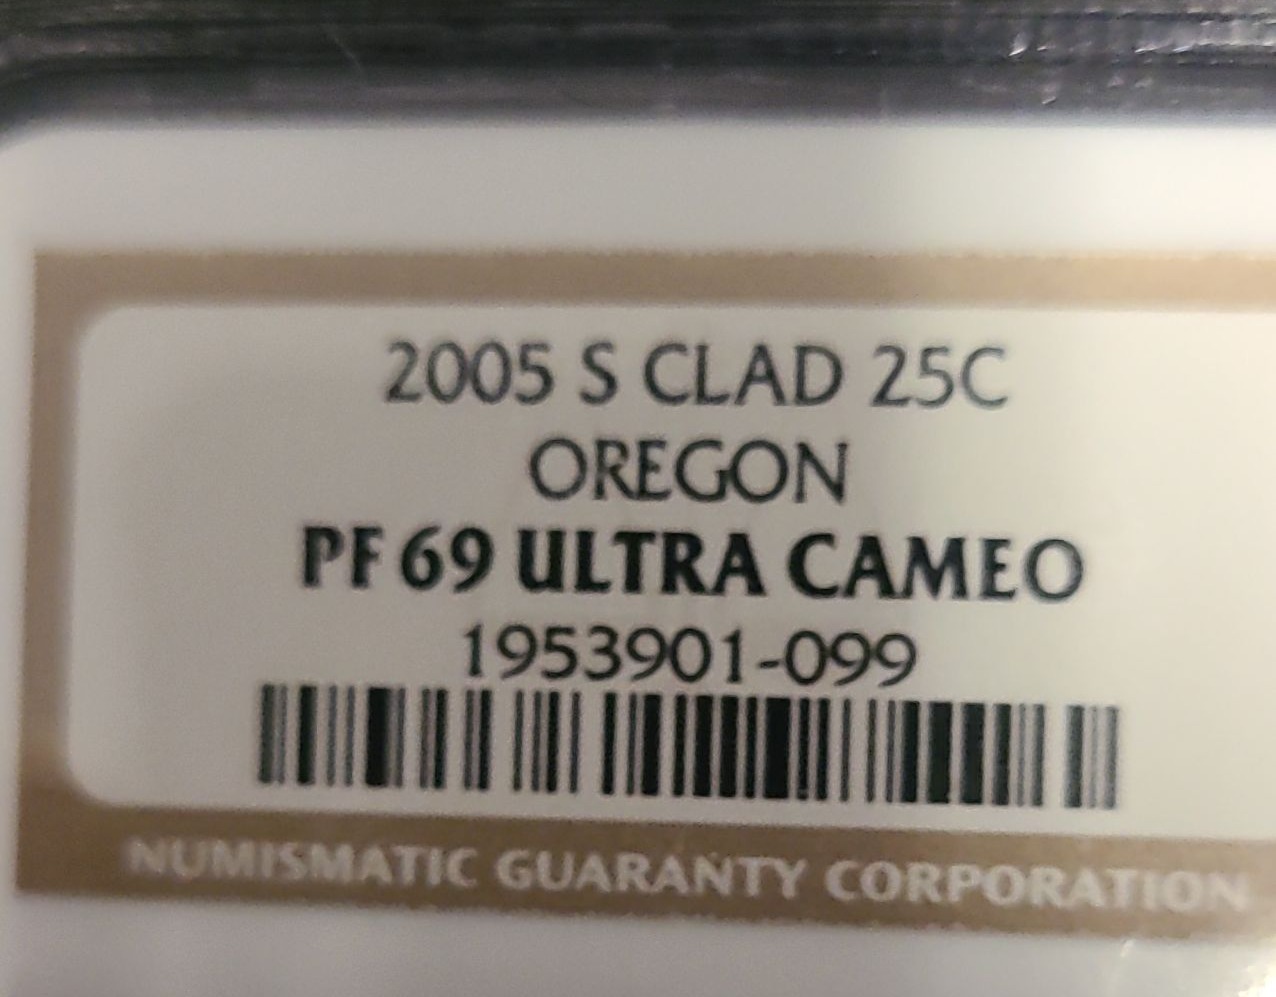 2005 S CLAD 25C
OREGON
PF 69 ULTRA CAMEO
1953901-099
NUMISMATIC GUARANTY CORPORATION